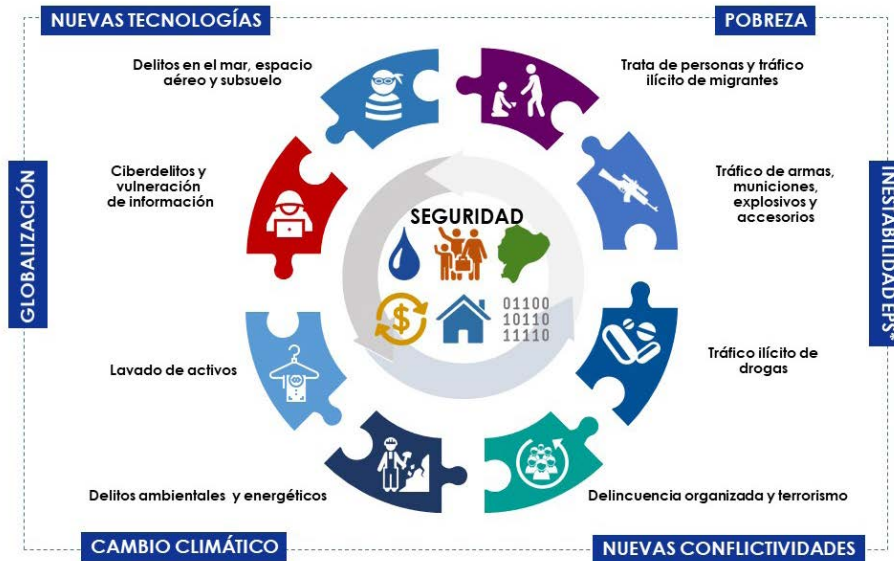 NUEVAS TECNOLOGÍAS
POBREZA
Delitos en el mar, espacio
aéreo y subsuelo
Trata de personas y tráfico
ilícito de migrantes
GLOBALIZACIÓN
Ciberdelitos y
vulneración
de información
Tráfico de armas,
municiones,
explosivos y
accesorios
INESTABILIDAD EPS*
SEGURIDAD
01100
10110
11110
$
Lavado de activos
Tráfico ilícito de
drogas
Delitos ambientales y energéticos
Delincuencia organizada y terrorismo
CAMBIO CLIMÁTICO
NUEVAS CONFLICTIVIDADES